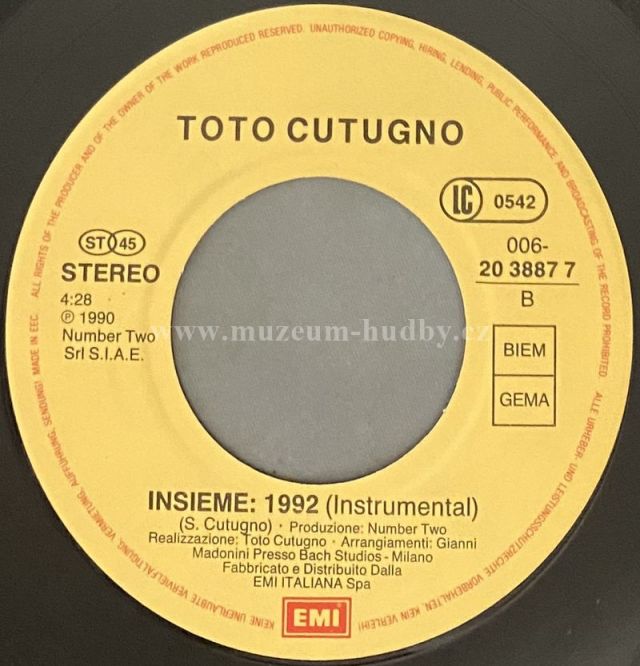 TOTO CUTUGNO
LC 0542
ST 45
STEREO
006-
20 3887 7
B
4:28
℗ 1990
Number Two
Srl S.I.A.E.
BIEM
GEMA
www.muzeum-hudby.cz
INSIEME: 1992 (Instrumental)
(S. Cutugno) · Produzione: Number Two
Realizzazione: Toto Cutugno · Arrangiamenti: Gianni
Madonini Presso Bach Studios - Milano
Fabbricato e Distribuito Dalla
EMI ITALIANA Spa
EMI
MADE IN EEC. ALL RIGHTS OF THE PRODUCER AND OF THE OWNER OF THE WORK REPRODUCED RESERVED. UNAUTHORIZED COPYING, HIRING, LENDING, PUBLIC PERFORMANCE AND BROADCASTING OF THE RECORD PROHIBITED. ALLE URHEBER- UND LEISTUNGSSCHUTZRECHTE VORBEHALTEN. KEIN VERLEIH! KEINE UNERLAUBTE VERVIELFÄLTIGUNG, VERMIETUNG, AUFFÜHRUNG, SENDUNG!